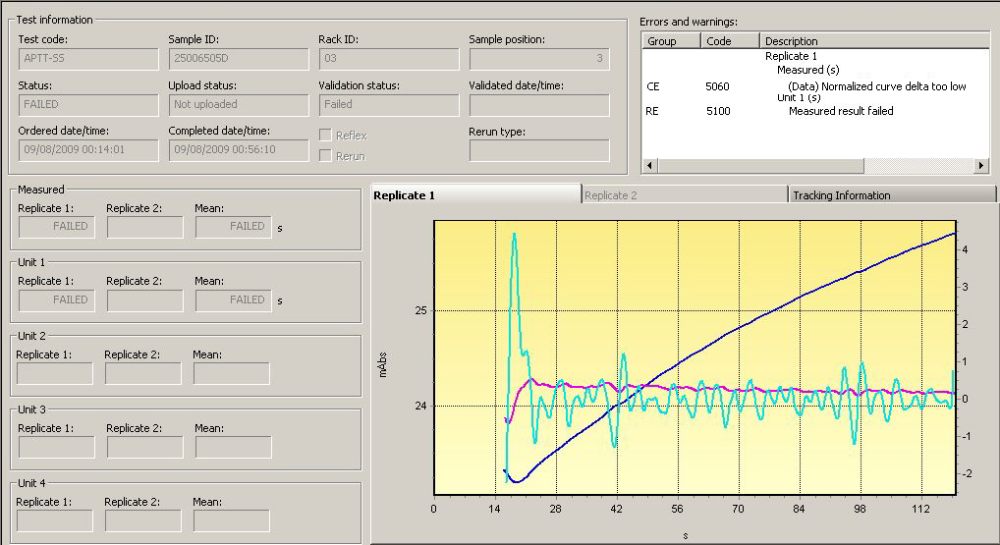 Test information
Test code: Sample ID: Rack ID: Sample position:
APTT-SS 25006505D 03 3
Status: Upload status: Validation status: Validated date/time:
FAILED Not uploaded Failed
Ordered date/time: Completed date/time: Reflex Rerun type:
09/08/2009 00:14:01 09/08/2009 00:56:10 Rerun
Errors and warnings:
Group Code Description
Replicate 1
Measured (s)
CE 5060 (Data) Normalized curve delta too low
Unit 1 (s)
RE 5100 Measured result failed
Measured
Replicate 1: Replicate 2: Mean:
FAILED FAILED s
Unit 1
Replicate 1: Replicate 2: Mean:
FAILED FAILED s
Unit 2
Replicate 1: Replicate 2: Mean:
Unit 3
Replicate 1: Replicate 2: Mean:
Unit 4
Replicate 1: Replicate 2: Mean:
Replicate 1 Replicate 2 Tracking Information
4
3
25
2
1
mAbs
24
0
-1
-2
0 14 28 42 56 70 84 98 112
s